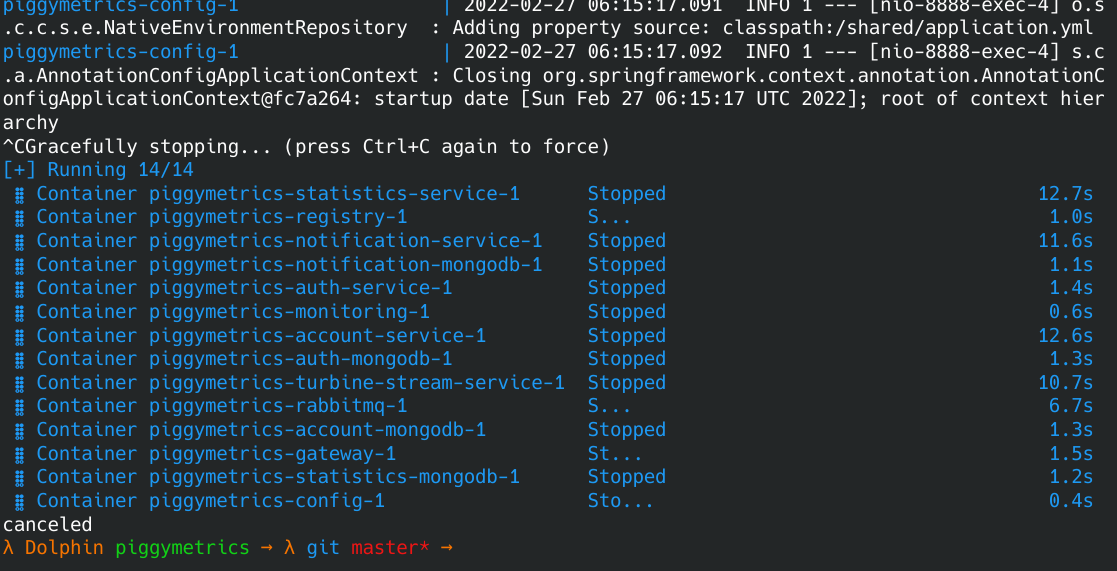 piggymetrics-config-1 | 2022-02-27 06:15:17.091 INFO 1 --- [nio-8888-exec-4] o.s
.c.c.s.e.NativeEnvironmentRepository : Adding property source: classpath:/shared/application.yml
piggymetrics-config-1 | 2022-02-27 06:15:17.092 INFO 1 --- [nio-8888-exec-4] s.c
.a.AnnotationConfigApplicationContext : Closing org.springframework.context.annotation.AnnotationC
onfigApplicationContext@fc7a264: startup date [Sun Feb 27 06:15:17 UTC 2022]; root of context hier
archy
^CGracefully stopping... (press Ctrl+C again to force)
[+] Running 14/14
⣿ Container piggymetrics-statistics-service-1 Stopped 12.7s
⣿ Container piggymetrics-registry-1 S... 1.0s
⣿ Container piggymetrics-notification-service-1 Stopped 11.6s
⣿ Container piggymetrics-notification-mongodb-1 Stopped 1.1s
⣿ Container piggymetrics-auth-service-1 Stopped 1.4s
⣿ Container piggymetrics-monitoring-1 Stopped 0.6s
⣿ Container piggymetrics-account-service-1 Stopped 12.6s
⣿ Container piggymetrics-auth-mongodb-1 Stopped 1.3s
⣿ Container piggymetrics-turbine-stream-service-1 Stopped 10.7s
⣿ Container piggymetrics-rabbitmq-1 S... 6.7s
⣿ Container piggymetrics-account-mongodb-1 Stopped 1.3s
⣿ Container piggymetrics-gateway-1 St... 1.5s
⣿ Container piggymetrics-statistics-mongodb-1 Stopped 1.2s
⣿ Container piggymetrics-config-1 Sto... 0.4s
canceled
λ Dolphin piggymetrics → λ git master* →